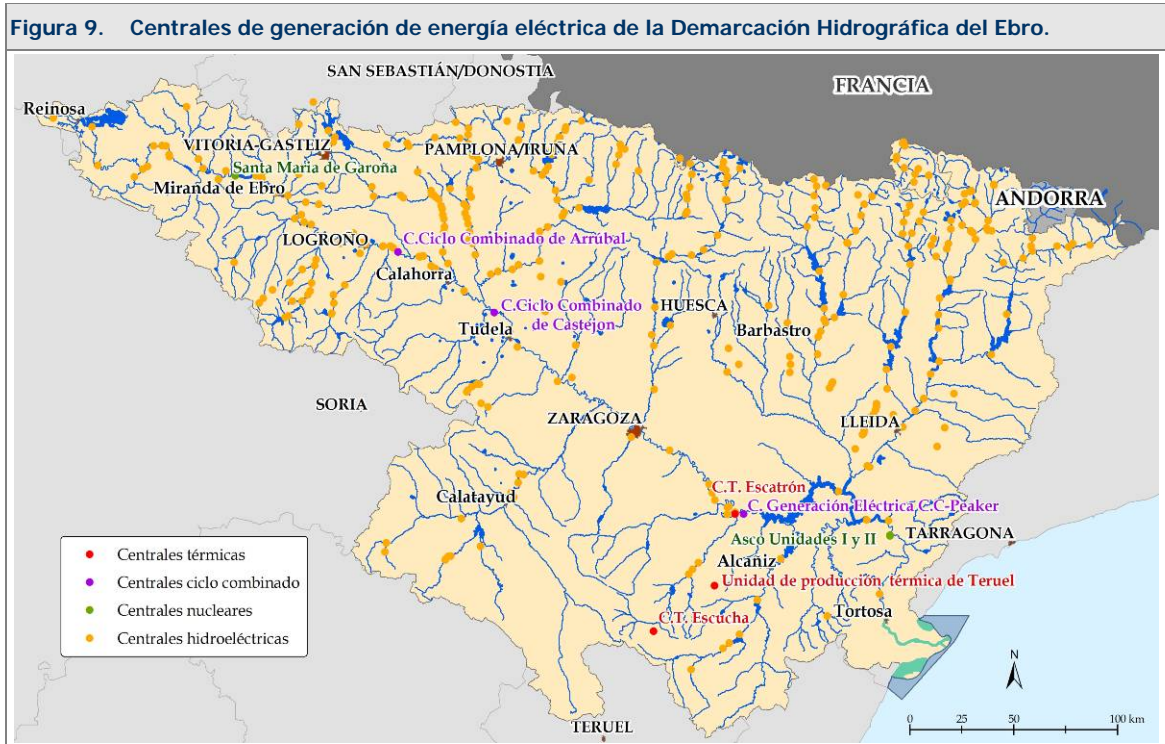 Figura 9. Centrales de generación de energía eléctrica de la Demarcación Hidrográfica del Ebro.
SAN SEBASTIÁN/DONOSTIA
FRANCIA
Reinosa
VITORIA-GASTEIZ
PAMPLONA/IRUÑA
Santa María de Garoña
Miranda de Ebro
ANDORRA
LOGROÑO
C.Ciclo Combinado de Arrúbal
Calahorra
C.Ciclo Combinado
de Castejon
HUESCA
Tudela
Barbastro
SORIA
ZARAGOZA
LLEIDA
Calatayud
C.T. Escatrón
C. Generación Eléctrica C.C-Peaker
Asco Unidades I y II
TARRAGONA
Alcañiz
Unidad de producción térmica de Teruel
C.T. Escucha
Tortosa
TERUEL
Centrales térmicas
Centrales ciclo combinado
Centrales nucleares
Centrales hidroeléctricas
N
0 25 50 100 km